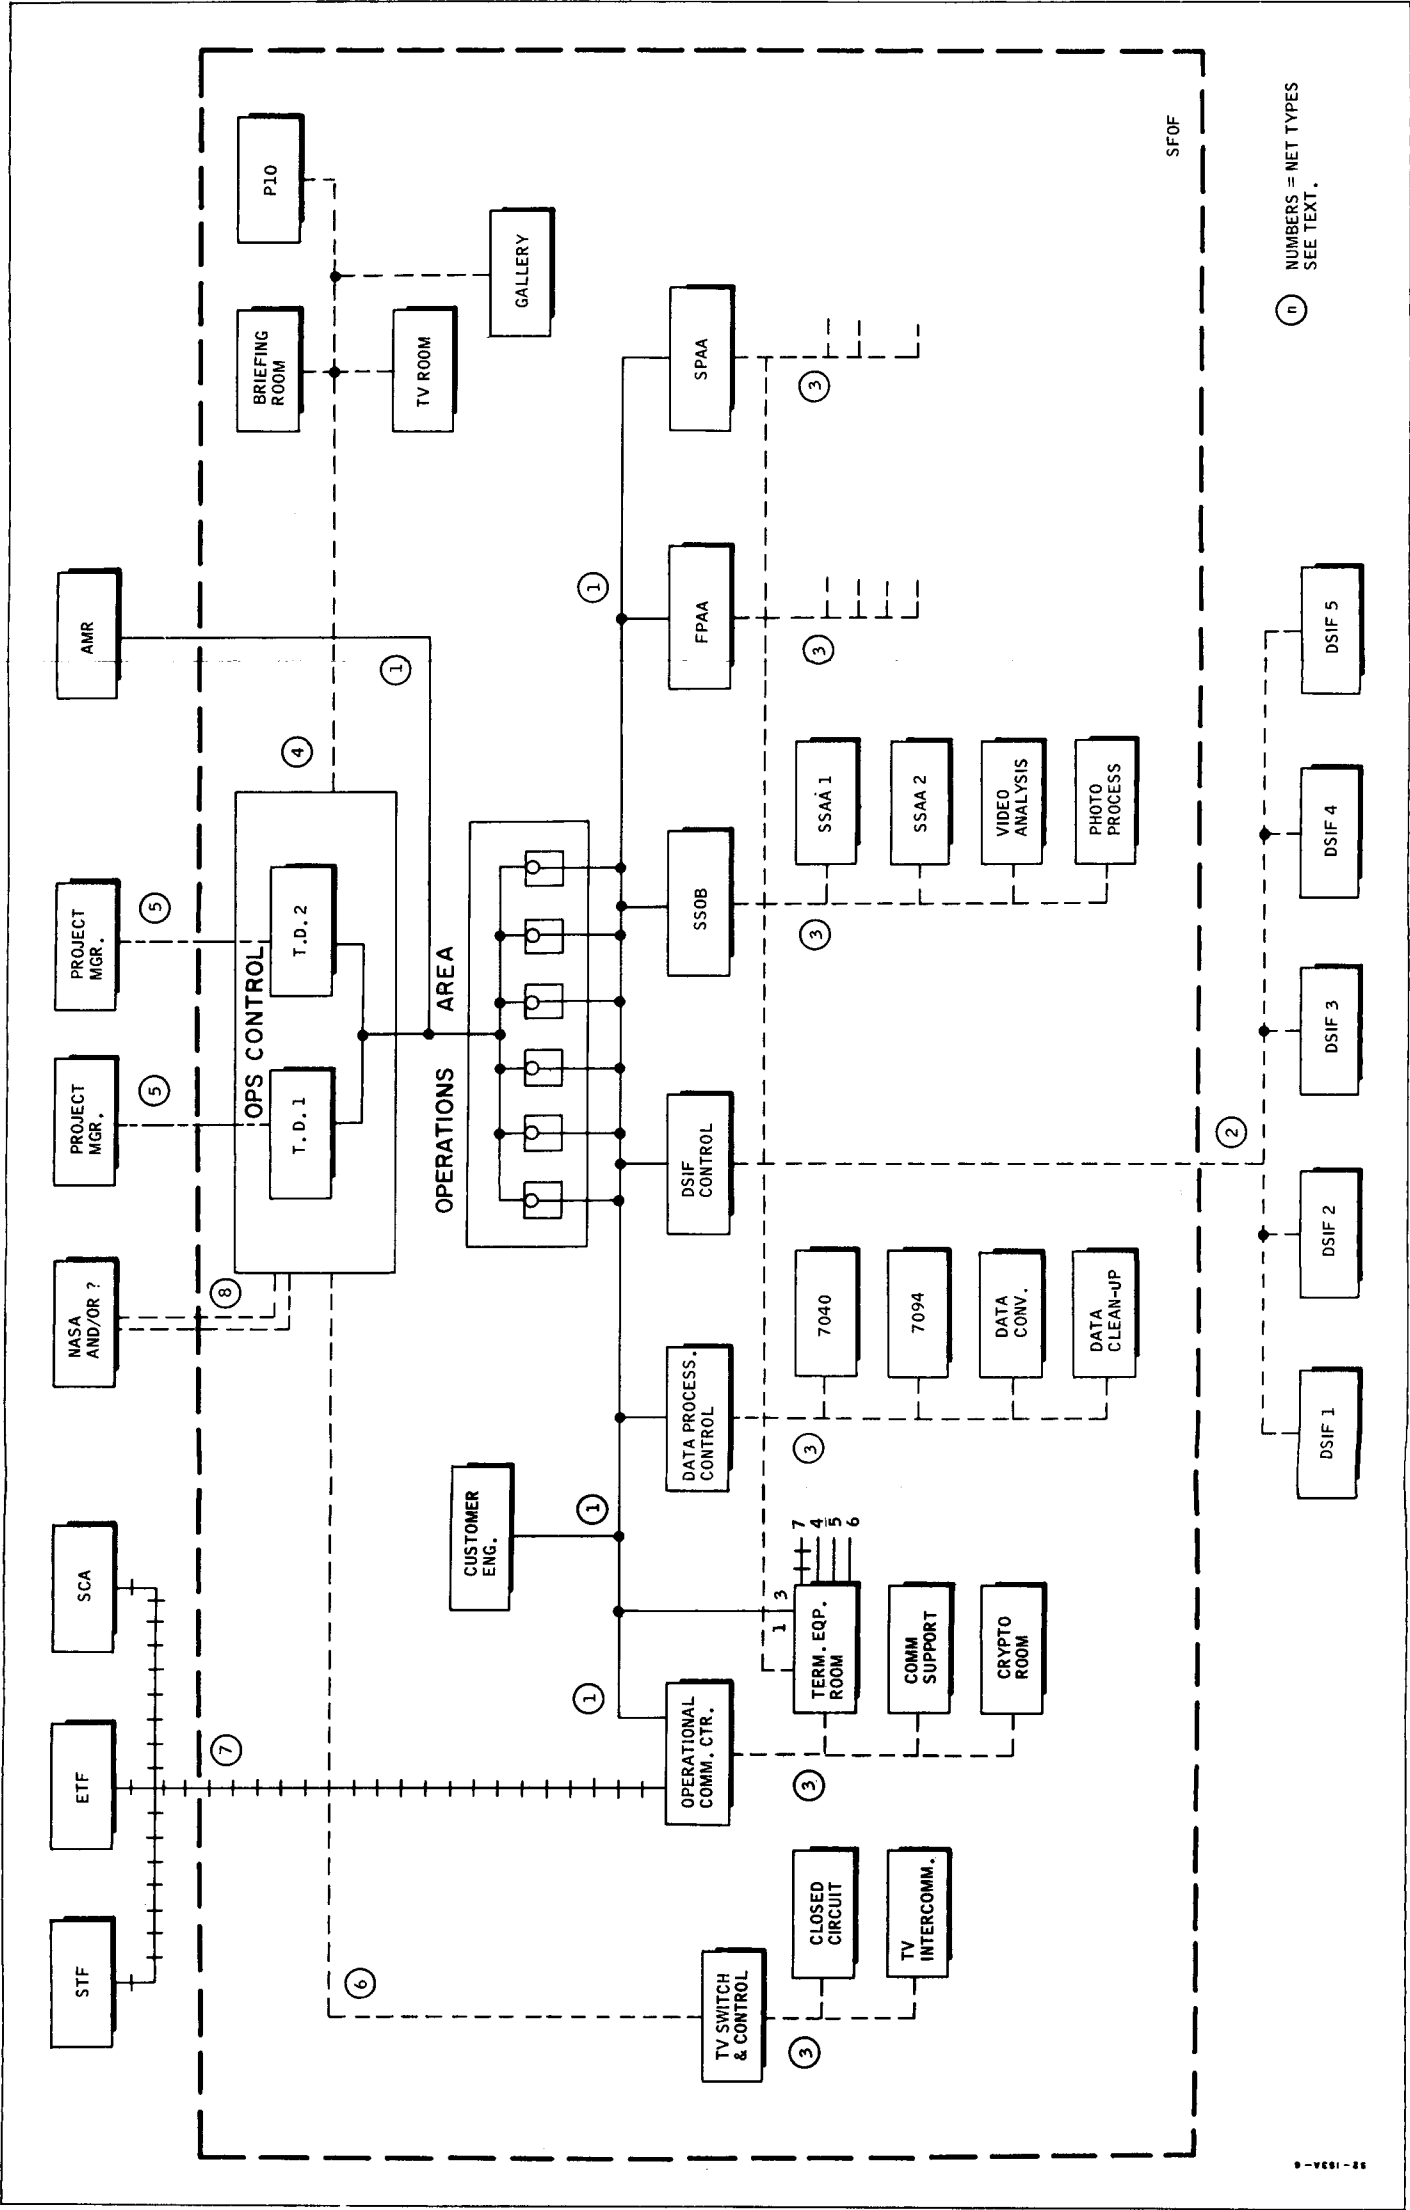 STF
ETF
SCA
NASA
AND/OR ?
PROJECT
MGR.
PROJECT
MGR.
AMR
7
8
5
5
OPS CONTROL
T.D.1
T.D.2
4
1
BRIEFING
ROOM
P10
TV ROOM
GALLERY
6
OPERATIONS AREA
CUSTOMER
ENG.
1
1
1
TV SWITCH
& CONTROL
OPERATIONAL
COMM. CTR.
DATA PROCESS.
CONTROL
DSIF
CONTROL
SSOB
FPAA
SPAA
3
3
3
3
3
3
CLOSED
CIRCUIT
TV
INTERCOMM.
1 3
TERM. EQP.
ROOM
7
4
5
6
COMM
SUPPORT
CRYPTO
ROOM
7040
7094
DATA
CONV.
DATA
CLEAN-UP
SSAA 1
SSAA 2
VIDEO
ANALYSIS
PHOTO
PROCESS
SFOF
2
DSIF 1
DSIF 2
DSIF 3
DSIF 4
DSIF 5
n NUMBERS = NET TYPES
SEE TEXT.